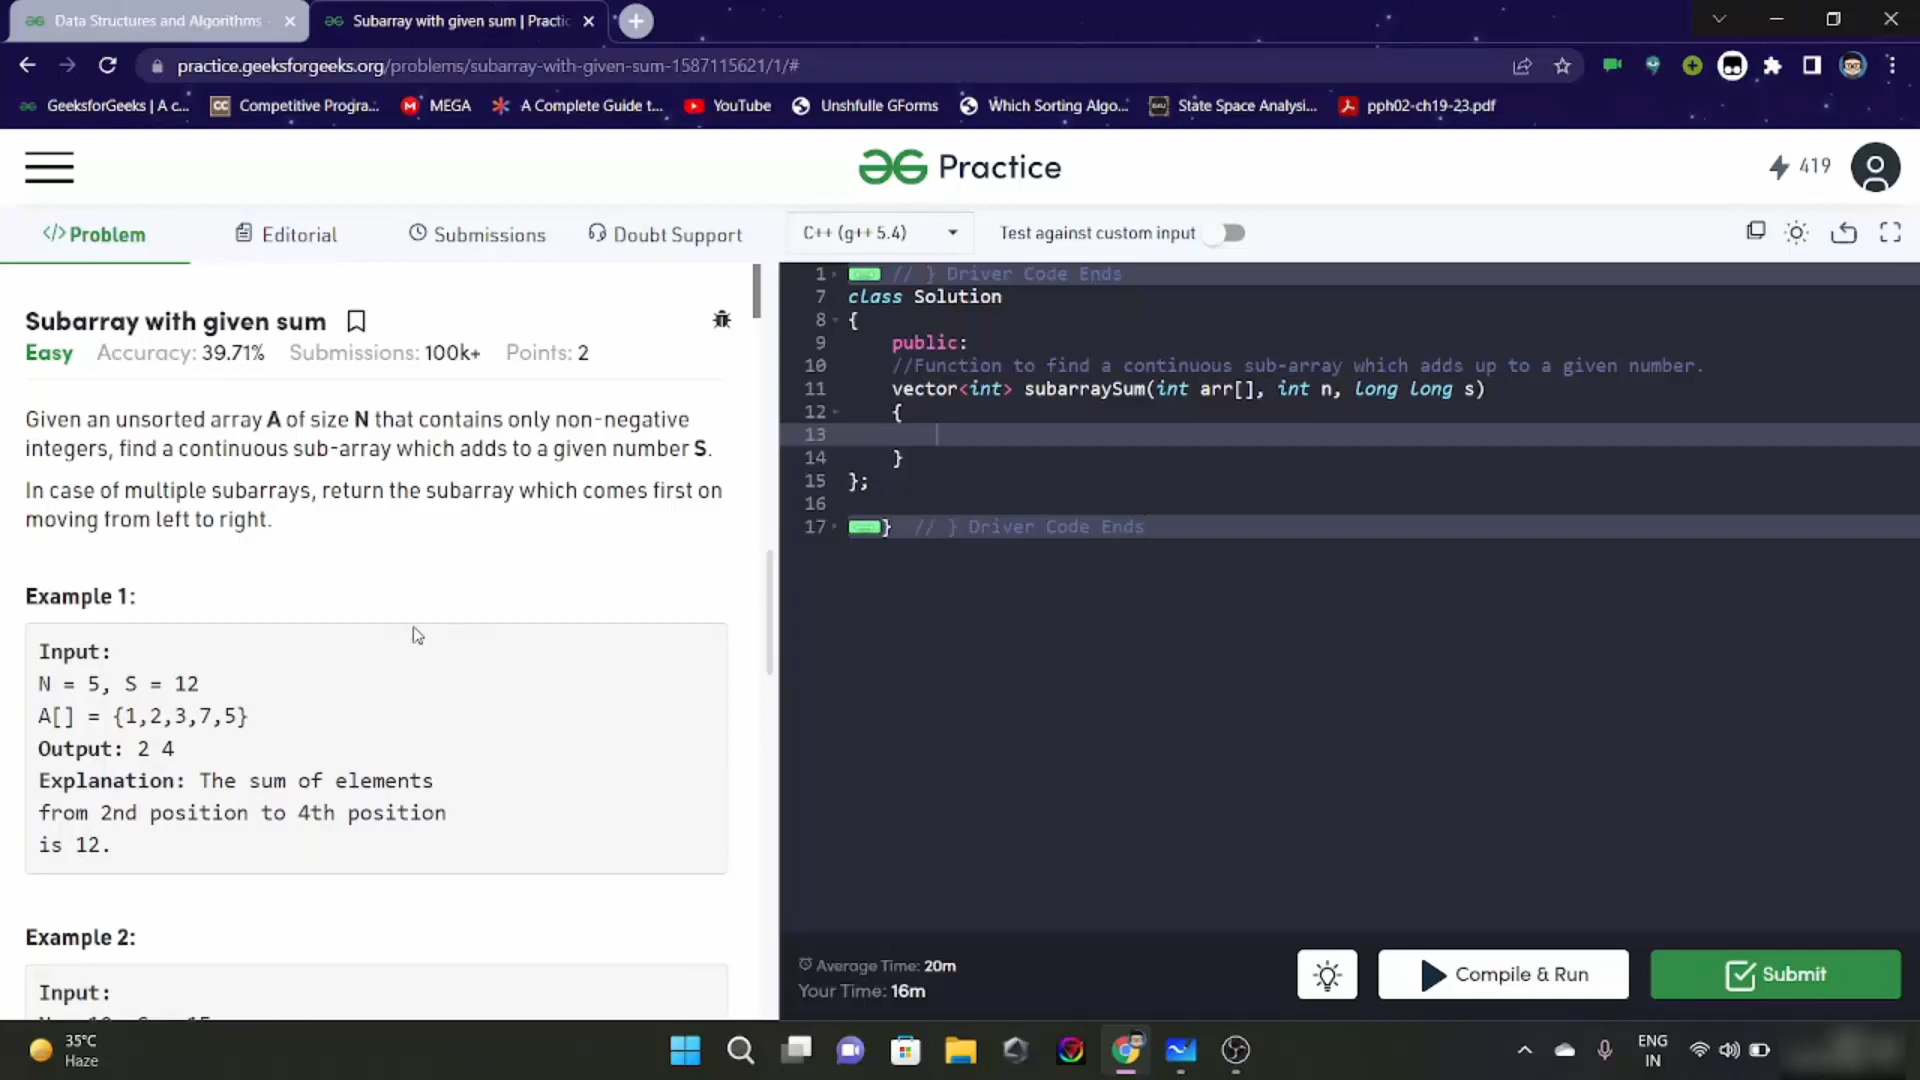 Data Structures and Algorithms
Subarray with given sum | Practic
practice.geeksforgeeks.org/problems/subarray-with-given-sum-1587115621/1/#
GeeksforGeeks | A c...
Competitive Progra...
MEGA
A Complete Guide t...
YouTube
Unshfulle GForms
Which Sorting Algo...
State Space Analysi...
pph02-ch19-23.pdf
Practice
419
</> Problem
Editorial
Submissions
Doubt Support
C++ (g++ 5.4)
Test against custom input
Subarray with given sum
Easy Accuracy: 39.71% Submissions: 100k+ Points: 2
Given an unsorted array A of size N that contains only non-negative
integers, find a continuous sub-array which adds to a given number S.
In case of multiple subarrays, return the subarray which comes first on
moving from left to right.
Example 1:
Input:
N = 5, S = 12
A[] = {1,2,3,7,5}
Output: 2 4
Explanation: The sum of elements
from 2nd position to 4th position
is 12.
Example 2:
Input:
1 // } Driver Code Ends
7 class Solution
8 {
9 public:
10 //Function to find a continuous sub-array which adds up to a given number.
11 vector<int> subarraySum(int arr[], int n, long long s)
12 {
13
14 }
15 };
16
17 } // } Driver Code Ends
Average Time: 20m
Your Time: 16m
Compile & Run
Submit
35°C
Haze
ENG
IN